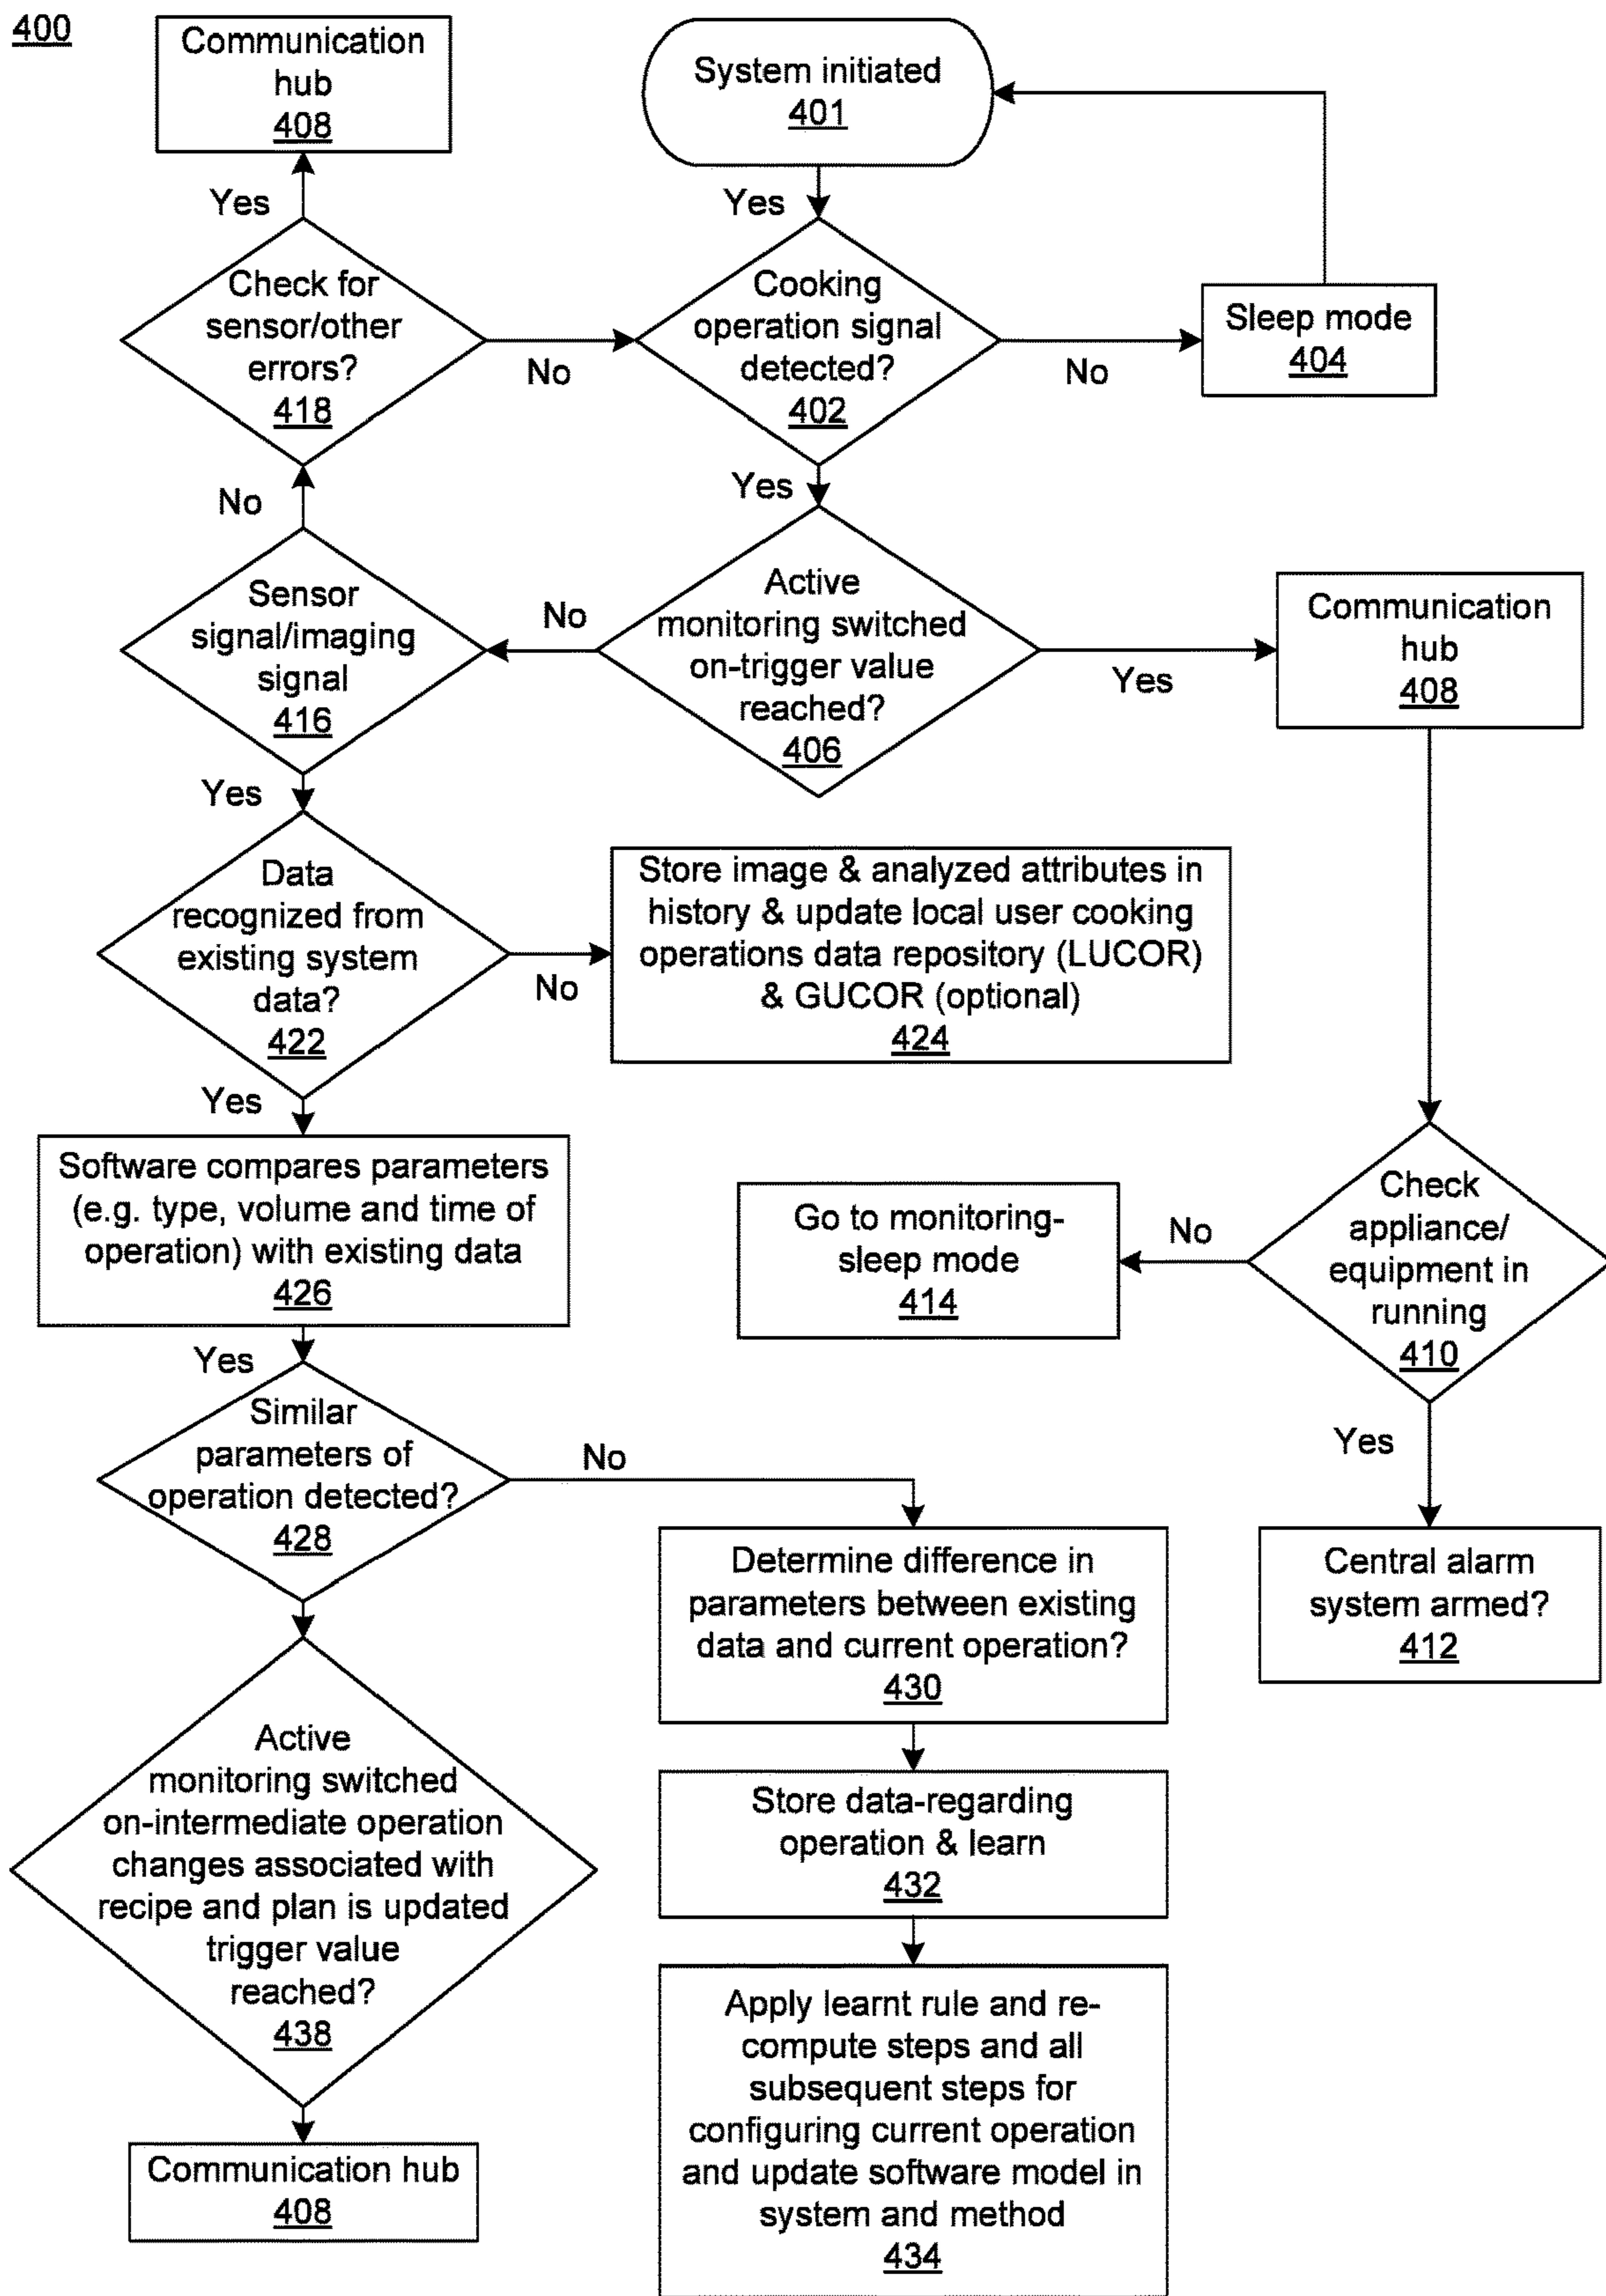 400
Communication
hub
408
System initiated
401
Yes
Yes
Check for
sensor/other
errors?
418
No
Cooking
operation signal
detected?
402
No
Sleep mode
404
No
Yes
Sensor
signal/imaging
signal
416
No
Active
monitoring switched
on-trigger value
reached?
406
Yes
Communication
hub
408
Yes
Data
recognized from
existing system
data?
422
No
Store image & analyzed attributes in
history & update local user cooking
operations data repository (LUCOR)
& GUCOR (optional)
424
Yes
Software compares parameters
(e.g. type, volume and time of
operation) with existing data
426
Go to monitoring-
sleep mode
414
No
Check
appliance/
equipment in
running
410
Yes
Yes
Similar
parameters of
operation detected?
428
No
Determine difference in
parameters between existing
data and current operation?
430
Central alarm
system armed?
412
Active
monitoring switched
on-intermediate operation
changes associated with
recipe and plan is updated
trigger value
reached?
438
Store data-regarding
operation & learn
432
Apply learnt rule and re-
compute steps and all
subsequent steps for
configuring current operation
and update software model in
system and method
434
Communication hub
408